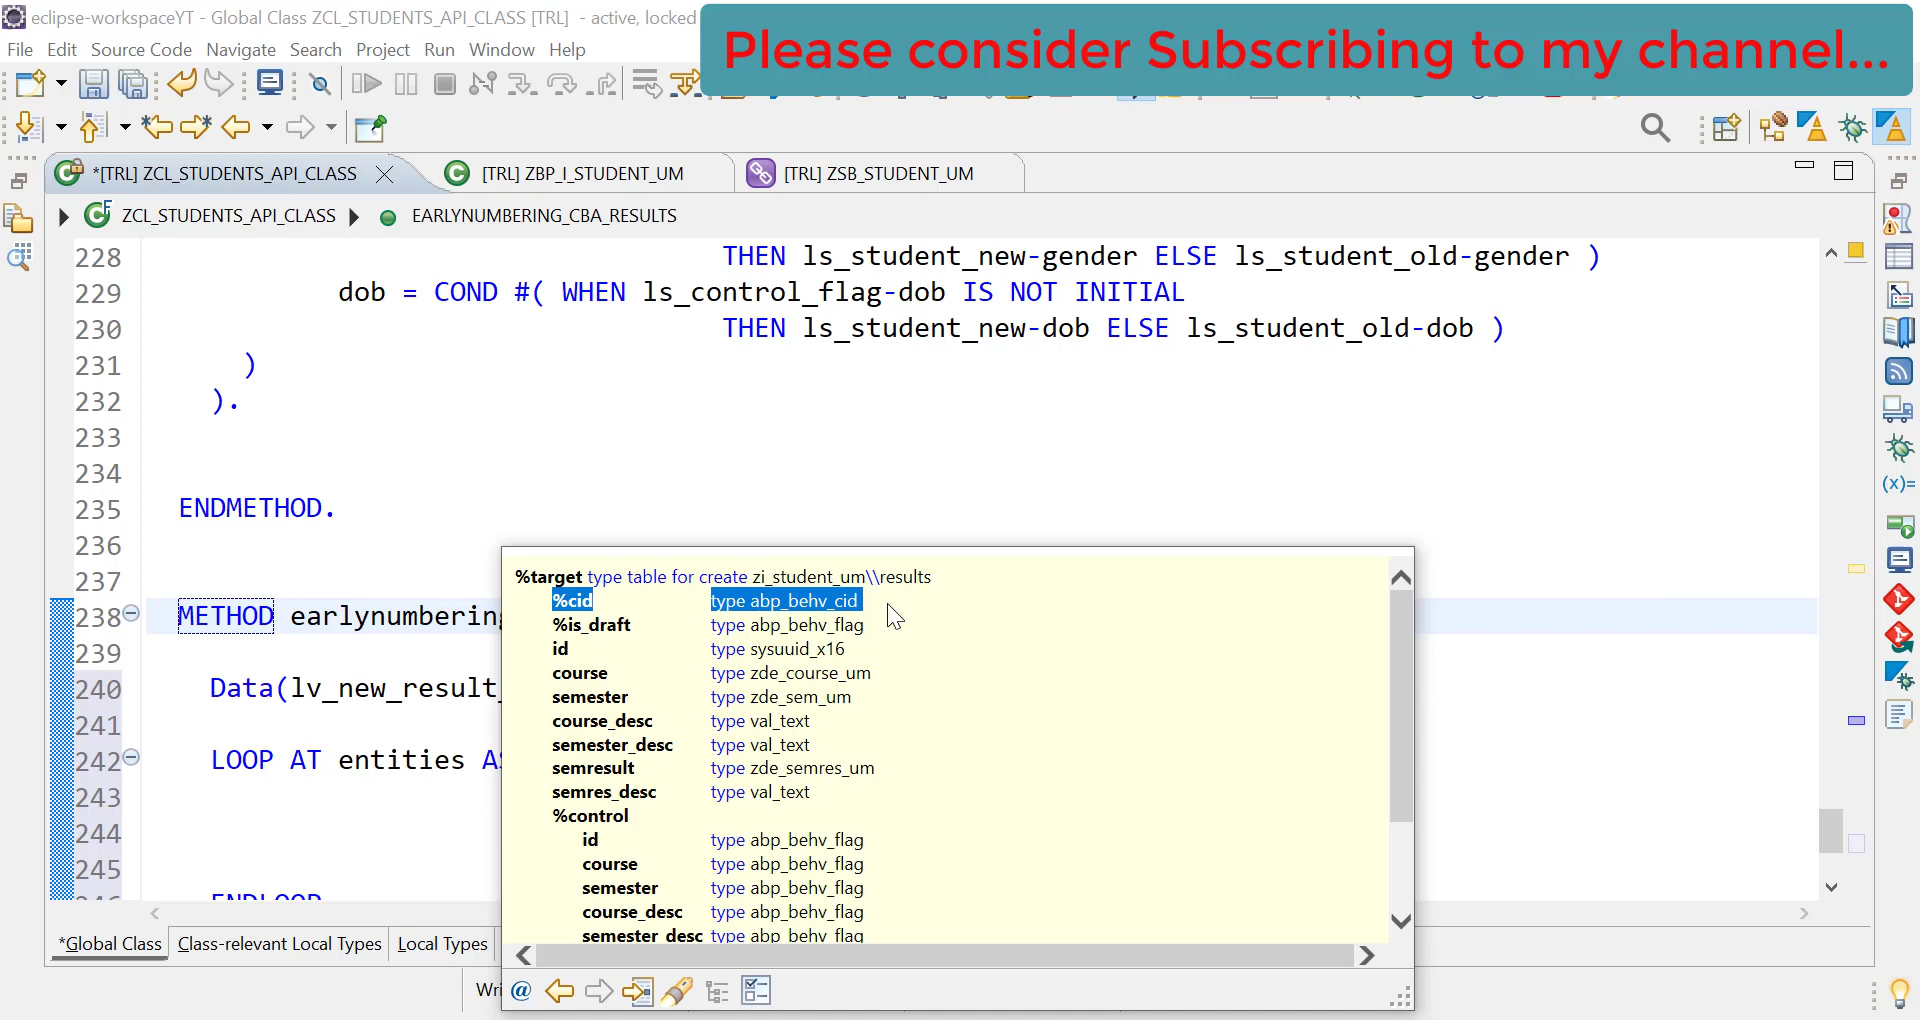 eclipse-workspaceYT - Global Class ZCL_STUDENTS_API_CLASS [TRL] - active, locked
Please consider Subscribing to my channel...
File Edit Source Code Navigate Search Project Run Window Help
*[TRL] ZCL_STUDENTS_API_CLASS [TRL] ZBP_I_STUDENT_UM [TRL] ZSB_STUDENT_UM
ZCL_STUDENTS_API_CLASS EARLYNUMBERING_CBA_RESULTS
228 THEN ls_student_new-gender ELSE ls_student_old-gender )
229 dob = COND #( WHEN ls_control_flag-dob IS NOT INITIAL
230 THEN ls_student_new-dob ELSE ls_student_old-dob )
231 )
232 ).
233
234
235 ENDMETHOD.
236
237
238 METHOD earlynumbering
239
240 Data(lv_new_result_
241
242 LOOP AT entities AS
243
244
245
246 ENDLOOP
%target type table for create zi_student_um\\results
%cid type abp_behv_cid
%is_draft type abp_behv_flag
id type sysuuid_x16
course type zde_course_um
semester type zde_sem_um
course_desc type val_text
semester_desc type val_text
semresult type zde_semres_um
semres_desc type val_text
%control
id type abp_behv_flag
course type abp_behv_flag
semester type abp_behv_flag
course_desc type abp_behv_flag
semester_desc type abp_behv_flag
*Global Class Class-relevant Local Types Local Types
Wri
(x)=
@